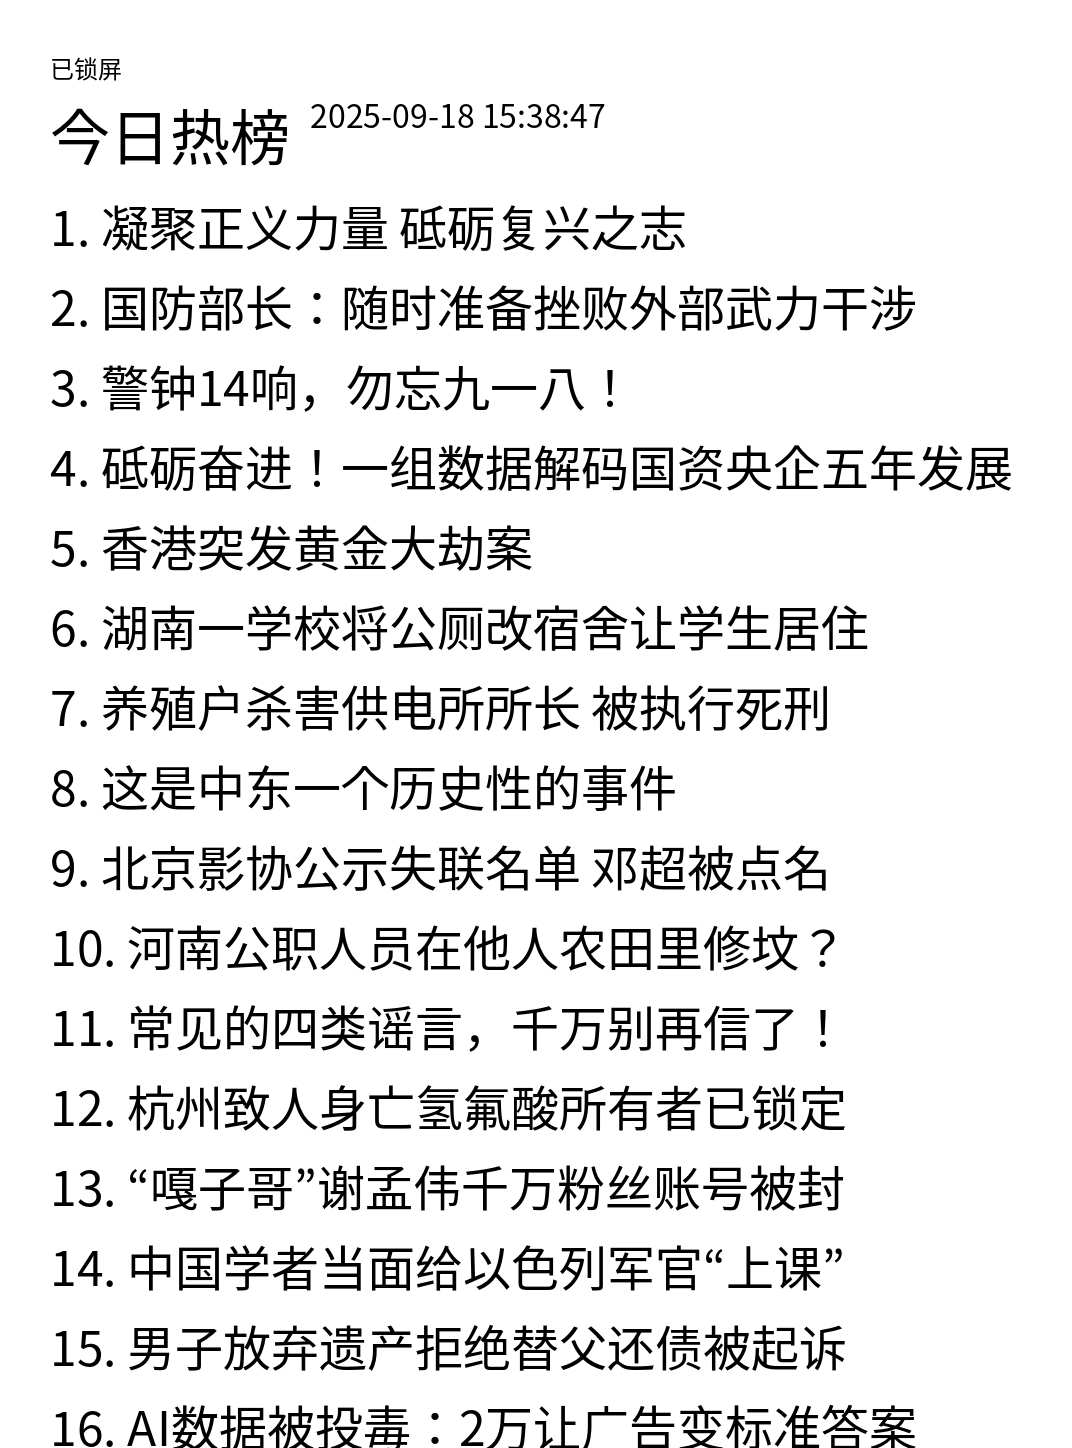 已锁屏
今日热榜 2025-09-18 15:38:47
1. 凝聚正义力量 砥砺复兴之志
2. 国防部长：随时准备挫败外部武力干涉
3. 警钟14响，勿忘九一八！
4. 砥砺奋进！一组数据解码国资央企五年发展
5. 香港突发黄金大劫案
6. 湖南一学校将公厕改宿舍让学生居住
7. 养殖户杀害供电所所长 被执行死刑
8. 这是中东一个历史性的事件
9. 北京影协公示失联名单 邓超被点名
10. 河南公职人员在他人农田里修坟？
11. 常见的四类谣言，千万别再信了！
12. 杭州致人身亡氢氟酸所有者已锁定
13. “嘎子哥”谢孟伟千万粉丝账号被封
14. 中国学者当面给以色列军官“上课”
15. 男子放弃遗产拒绝替父还债被起诉
16. AI数据被投毒：2万让广告变标准答案